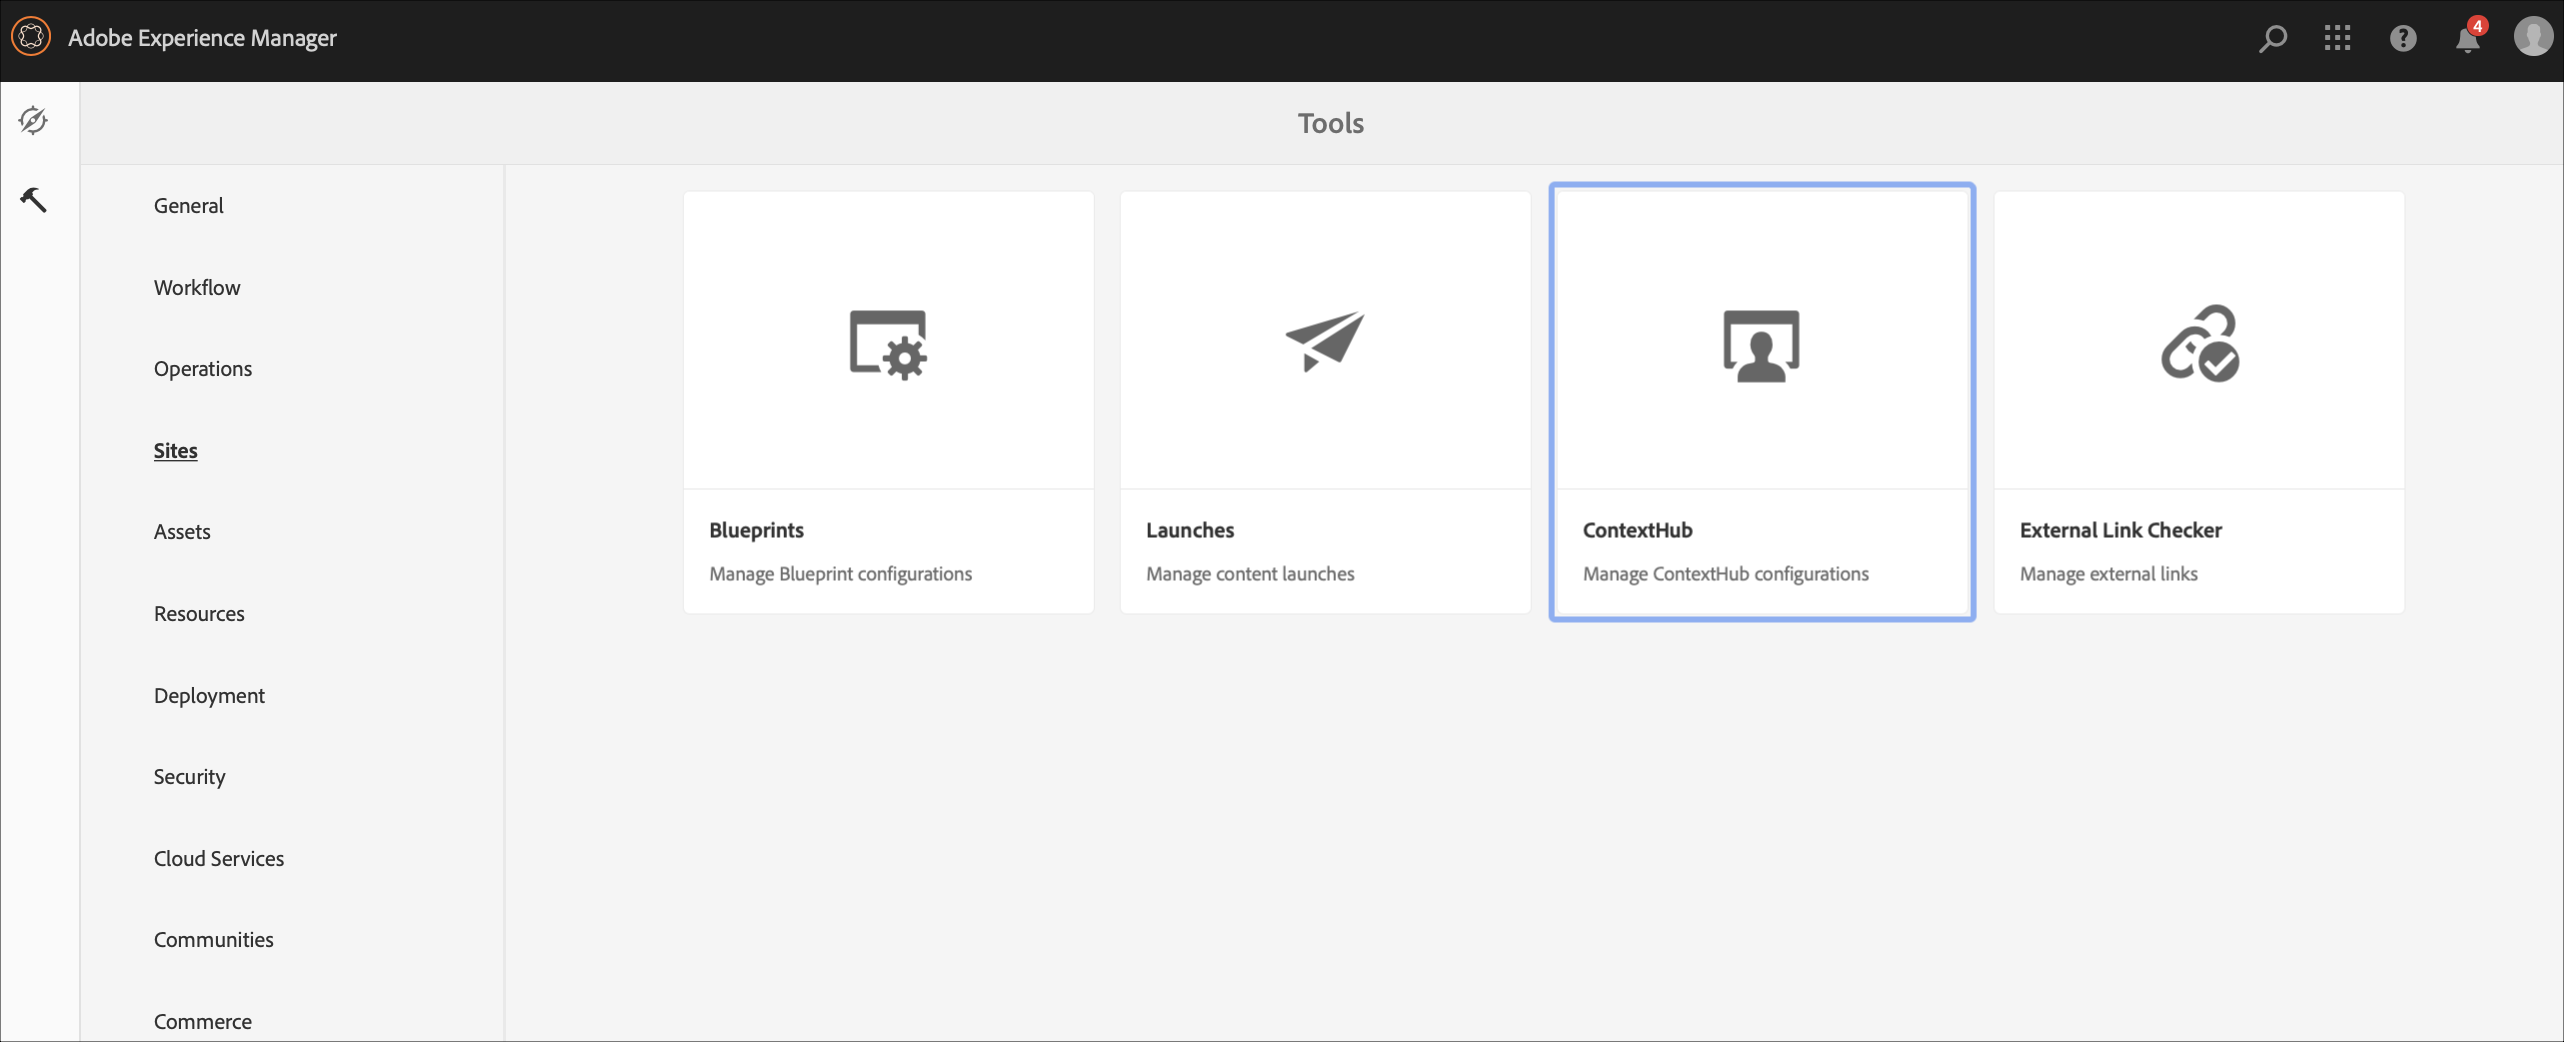 Adobe Experience Manager
4
Tools
General
Workflow
Operations
Sites
Assets
Resources
Deployment
Security
Cloud Services
Communities
Commerce
Blueprints
Manage Blueprint configurations
Launches
Manage content launches
ContextHub
Manage ContextHub configurations
External Link Checker
Manage external links